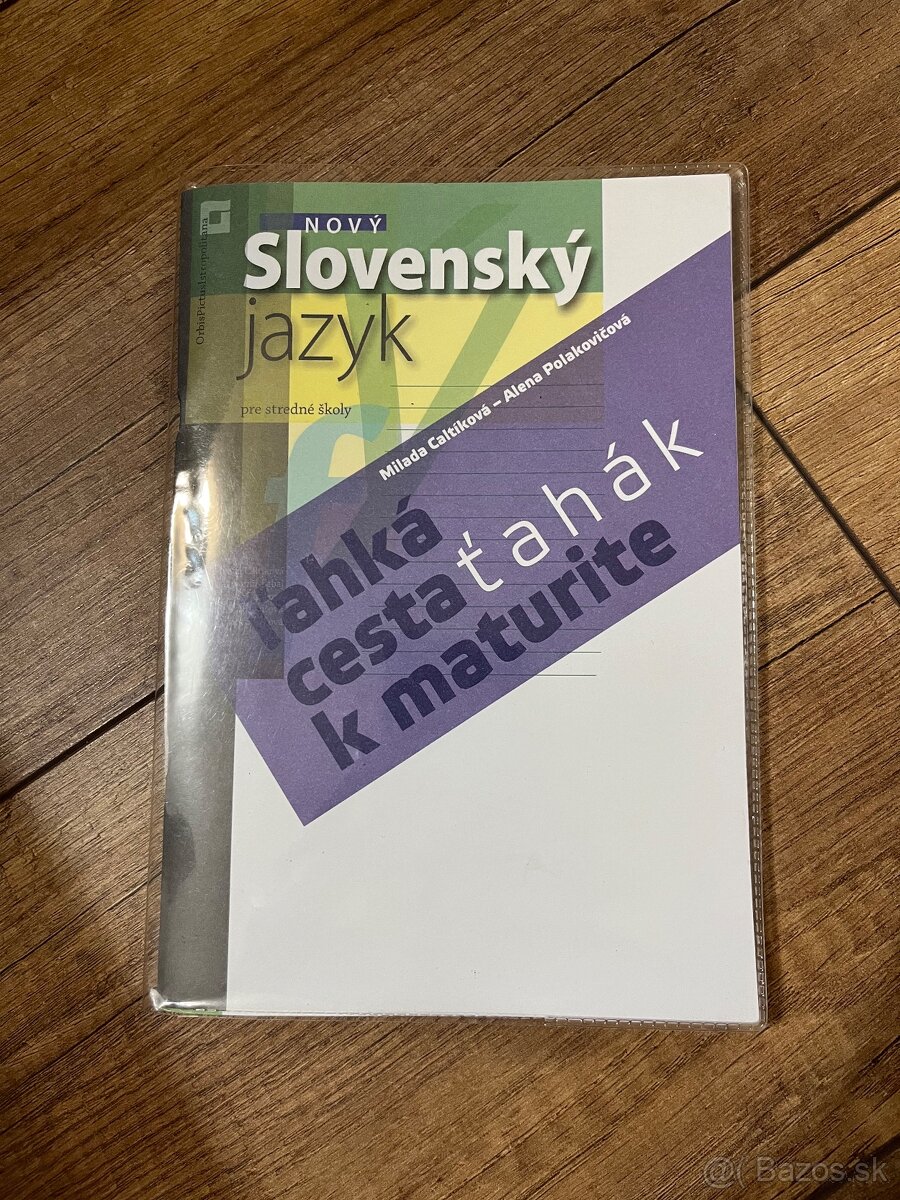 OrbisPictusIstropolitana
NOVÝ
Slovenský
jazyk
pre stredné školy
Milada Caltíková – Alena Polakovičová
ťahák
ľahká
cesta
k maturite
@( Bazos.sk